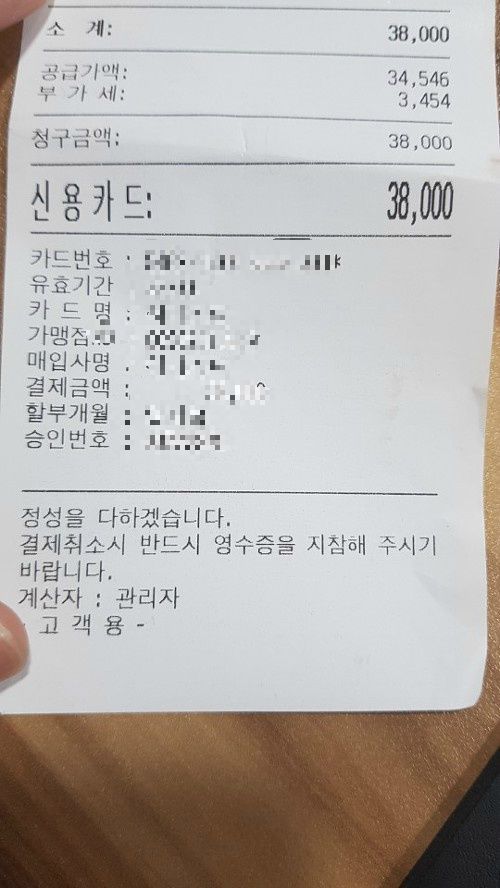 소 계: 38,000
공급가액: 34,546
부 가 세: 3,454
청구금액: 38,000
신용카드: 38,000
카드번호 :
유효기간
카 드 명 :
가맹점
매입사명 :
결제금액 :
할부개월 :
승인번호 :
정성을 다하겠습니다.
결제취소시 반드시 영수증을 지참해 주시기
바랍니다.
계산자 : 관리자
- 고 객 용 -